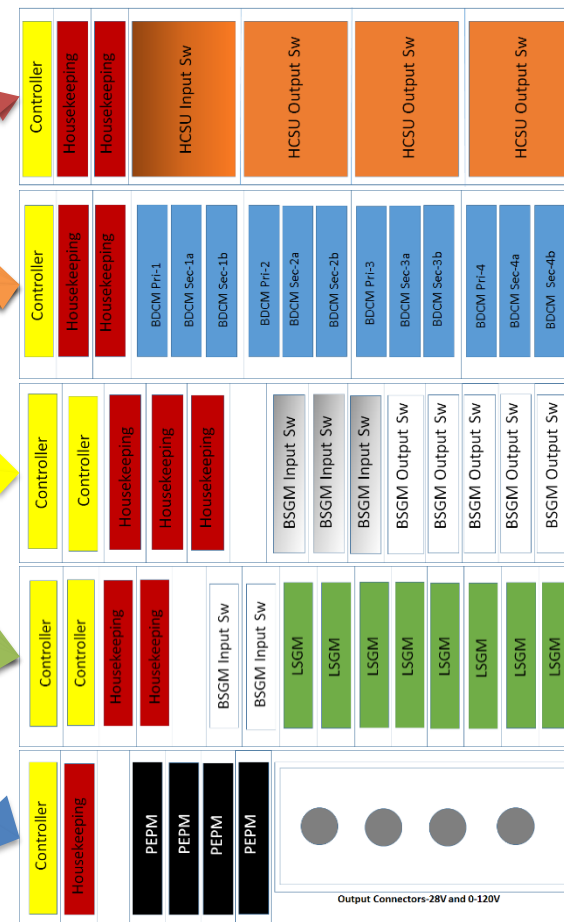 Controller
Housekeeping
Housekeeping
HCSU Input Sw
HCSU Output Sw
HCSU Output Sw
HCSU Output Sw
Controller
Housekeeping
Housekeeping
BDCM Pri-1
BDCM Sec-1a
BDCM Sec-1b
BDCM Pri-2
BDCM Sec-2a
BDCM Sec-2b
BDCM Pri-3
BDCM Sec-3a
BDCM Sec-3b
BDCM Pri-4
BDCM Sec-4a
BDCM Sec-4b
Controller
Controller
Housekeeping
Housekeeping
Housekeeping
BSGM Input Sw
BSGM Input Sw
BSGM Input Sw
BSGM Output Sw
BSGM Output Sw
BSGM Output Sw
BSGM Output Sw
BSGM Output Sw
Controller
Controller
Housekeeping
Housekeeping
BSGM Input Sw
BSGM Input Sw
LSGM
LSGM
LSGM
LSGM
LSGM
LSGM
LSGM
LSGM
Controller
Housekeeping
PEPM
PEPM
PEPM
PEPM
Output Connectors-28V and 0-120V